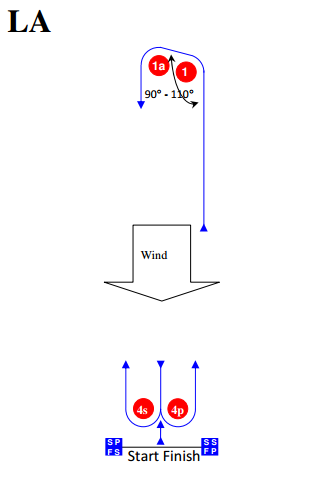 LA
1a
1
90° - 110°
Wind
4s
4p
S P
F S
S S
F P
Start Finish